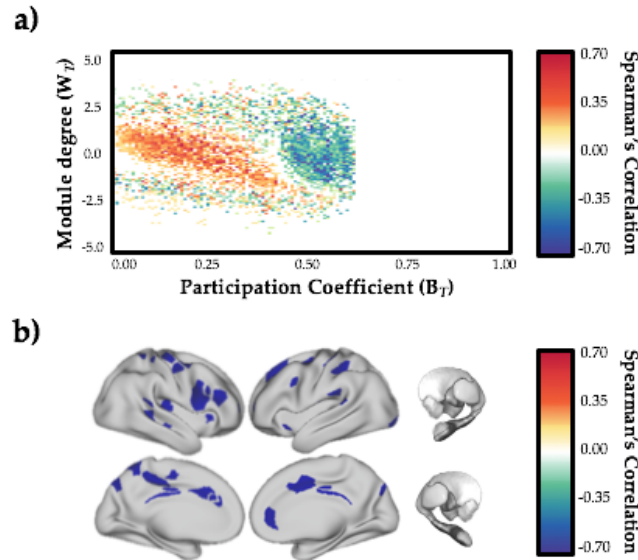 a)
Module degree (W_T)
5.0
2.5
0.0
-2.5
-5.0
0.00 0.25 0.50 0.75 1.00
Participation Coefficient (B_T)
0.70
0.35
0.00
-0.35
-0.70
Spearman's Correlation
b)
0.70
0.35
0.00
-0.35
-0.70
Spearman's Correlation